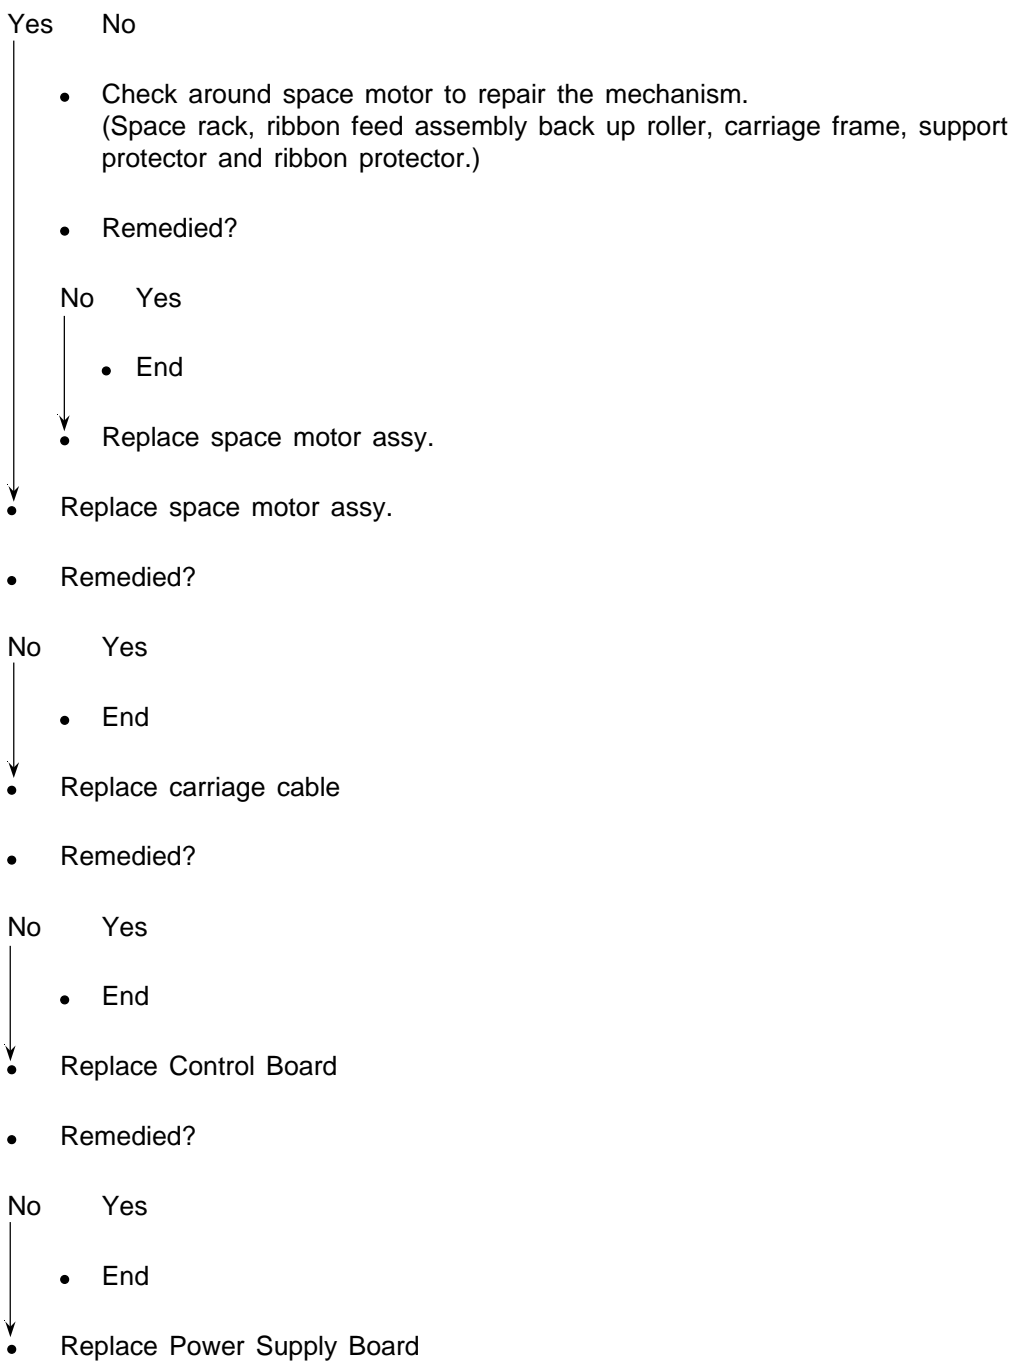 Yes No
● Check around space motor to repair the mechanism.
(Space rack, ribbon feed assembly back up roller, carriage frame, support
protector and ribbon protector.)
● Remedied?
No Yes
● End
● Replace space motor assy.
● Replace space motor assy.
● Remedied?
No Yes
● End
● Replace carriage cable
● Remedied?
No Yes
● End
● Replace Control Board
● Remedied?
No Yes
● End
● Replace Power Supply Board